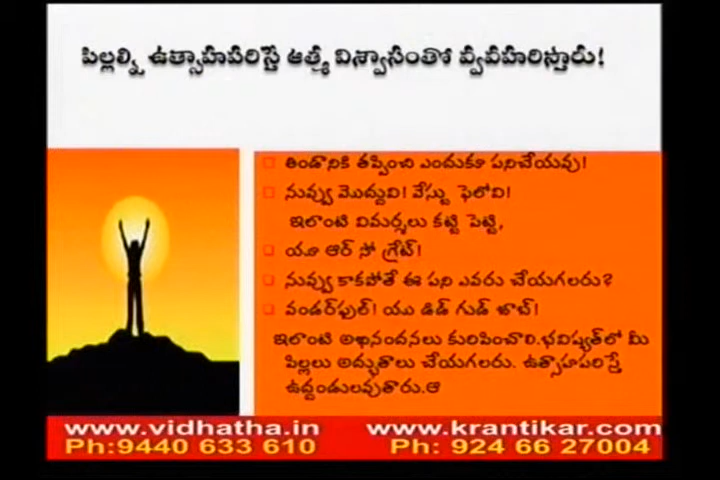 పిల్లల్ని ఉత్సాహపరిస్తే ఆత్మ విశ్వాసంతో వ్యవహరిస్తారు!
తిండానికి తప్పించి ఎందుకూ పనిచేయవు!
నువ్వు మొద్దువి! వేస్టు ఫెలోవి!
ఇలాంటి విమర్శలు కట్టి పెట్టి,
యూ ఆర్ సో గ్రేట్!
నువ్వు కాకపోతే ఈ పని ఎవరు చేయగలరు?
వండర్‌ఫుల్! యు డిడ్ గుడ్ జాబ్!
ఇలాంటి అభినందనలు కురిపించాలి.భవిష్యత్‌లో మీ
పిల్లలు అద్భుతాలు చేయగలరు. ఉత్సాహపరిస్తే
ఉద్దండులవుతారు.ఆ
www.vidhatha.in www.krantikar.com
Ph:9440 633 610 Ph: 924 66 27004